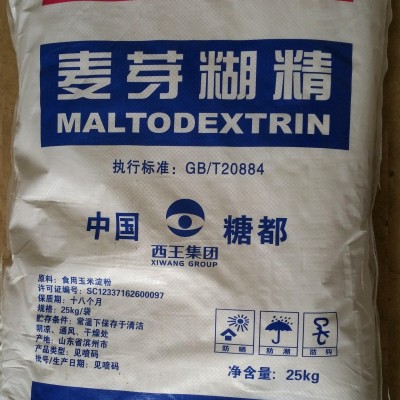 麦芽糊精
MALTODEXTRIN
执行标准：GB/T20884
中国 糖都
西王集团
XIWANG GROUP
原料：食用玉米淀粉
许可证编号：SC12337162600097
保质期：十八个月
规格：25kg/袋
贮存条件：常温下保存于清洁
阴凉、通风、干燥处
产地：山东省滨州市
产品类型：见喷码
批号/生产日期：见喷码
防晒 防潮 防钩
净含量：25kg